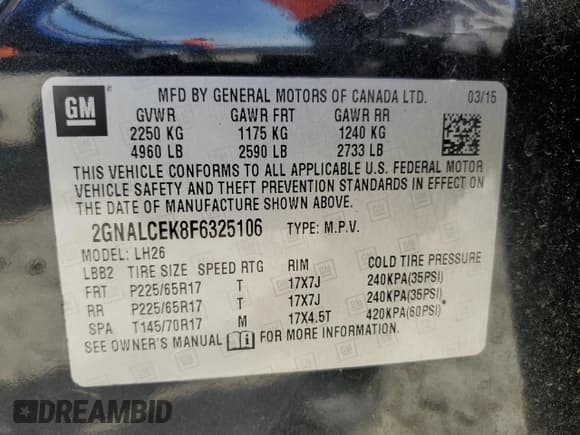 GM
MFD BY GENERAL MOTORS OF CANADA LTD. 03/15
GVWR GAWR FRT GAWR RR
2250 KG 1175 KG 1240 KG
4960 LB 2590 LB 2733 LB
THIS VEHICLE CONFORMS TO ALL APPLICABLE U.S. FEDERAL MOTOR
VEHICLE SAFETY AND THEFT PREVENTION STANDARDS IN EFFECT ON
THE DATE OF MANUFACTURE SHOWN ABOVE.
2GNALCEK8F6325106 TYPE: M.P.V.
MODEL: LH26
LBB2 TIRE SIZE SPEED RTG RIM COLD TIRE PRESSURE
FRT P225/65R17 T 17X7J 240KPA(35PSI)
RR P225/65R17 T 17X7J 240KPA(35PSI)
SPA T145/70R17 M 17X4.5T 420KPA(60PSI)*
SEE OWNER'S MANUAL FOR MORE INFORMATION.
DREAMBID